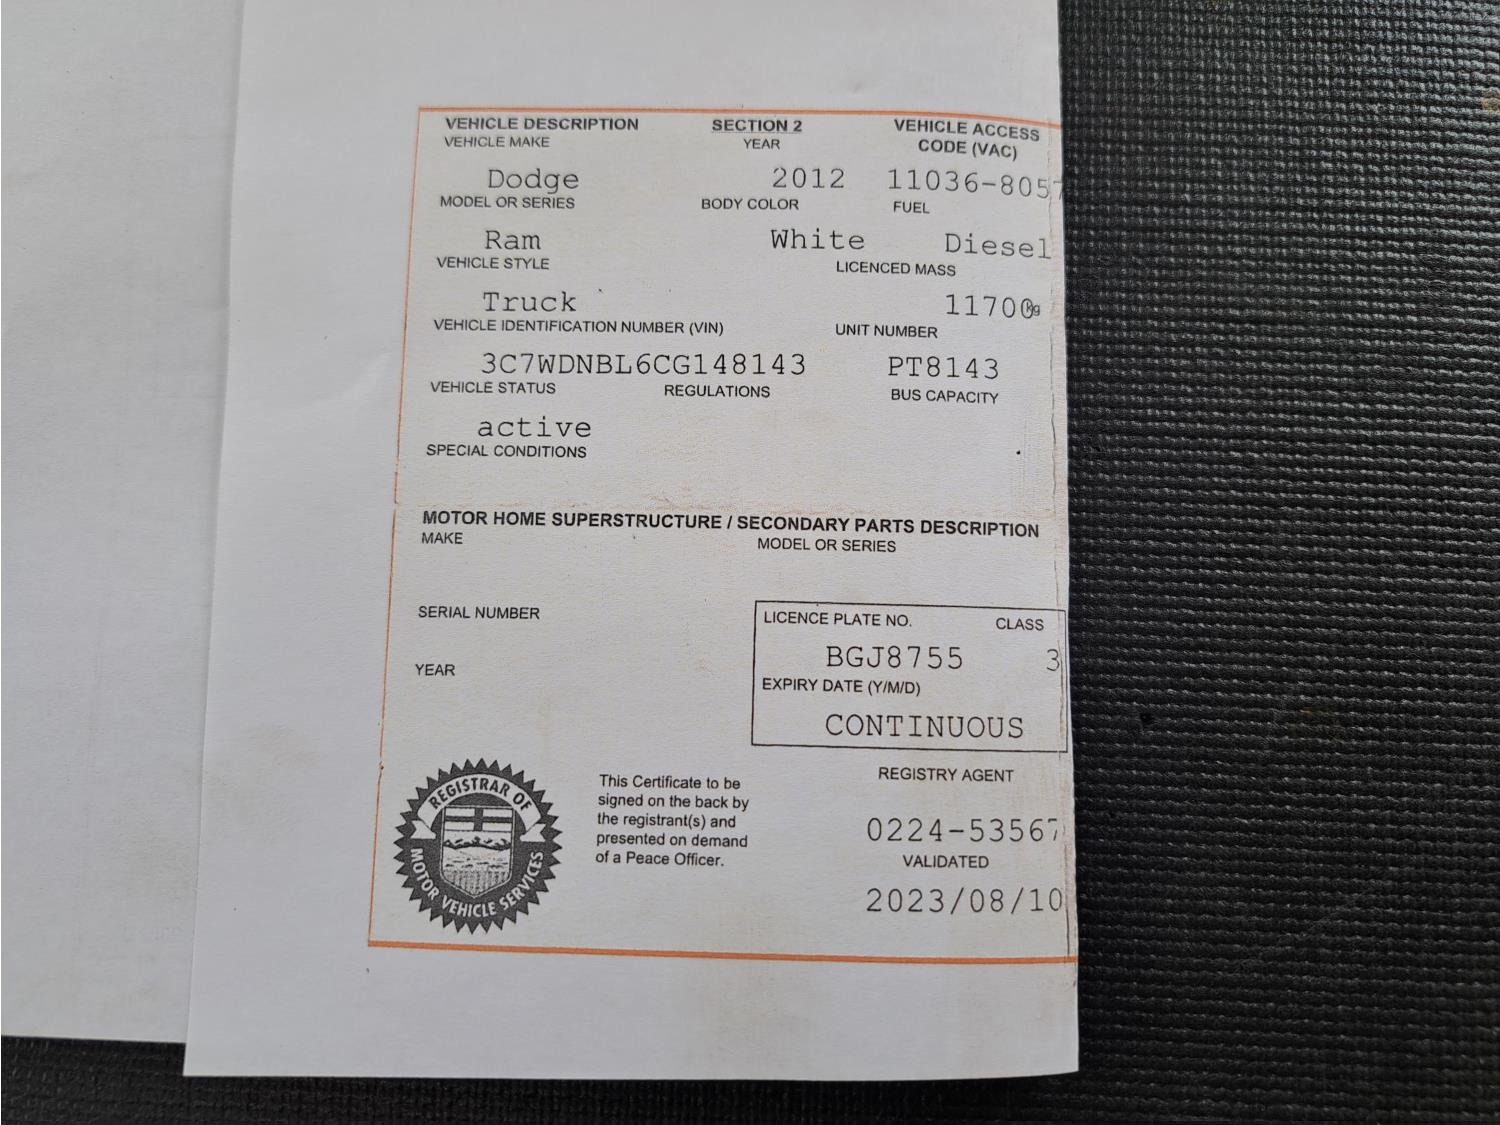 VEHICLE DESCRIPTION SECTION 2 VEHICLE ACCESS
VEHICLE MAKE YEAR CODE (VAC)
Dodge 2012 11036-8057
MODEL OR SERIES BODY COLOR FUEL
Ram White Diesel
VEHICLE STYLE LICENCED MASS
Truck 11700kg
VEHICLE IDENTIFICATION NUMBER (VIN) UNIT NUMBER
3C7WDNBL6CG148143 PT8143
VEHICLE STATUS REGULATIONS BUS CAPACITY
active
SPECIAL CONDITIONS
MOTOR HOME SUPERSTRUCTURE / SECONDARY PARTS DESCRIPTION
MAKE MODEL OR SERIES
SERIAL NUMBER
YEAR
LICENCE PLATE NO. CLASS
BGJ8755 3
EXPIRY DATE (Y/M/D)
CONTINUOUS
REGISTRAR OF
MOTOR VEHICLE SERVICES
This Certificate to be
signed on the back by
the registrant(s) and
presented on demand
of a Peace Officer.
REGISTRY AGENT
0224-53567
VALIDATED
2023/08/10